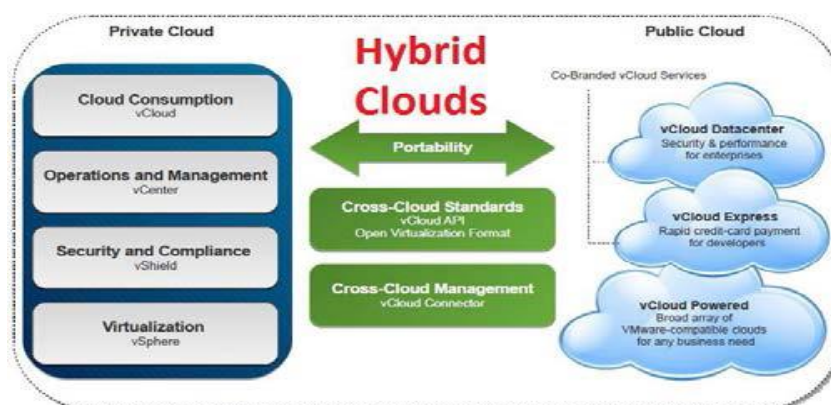 Private Cloud
Cloud Consumption
vCloud
Operations and Management
vCenter
Security and Compliance
vShield
Virtualization
vSphere
Hybrid
Clouds
Portability
Cross-Cloud Standards
vCloud API
Open Virtualization Format
Cross-Cloud Management
vCloud Connector
Public Cloud
Co-Branded vCloud Services
vCloud Datacenter
Security & performance
for enterprises
vCloud Express
Rapid credit-card payment
for developers
vCloud Powered
Broad array of
VMware-compatible clouds
for any business need